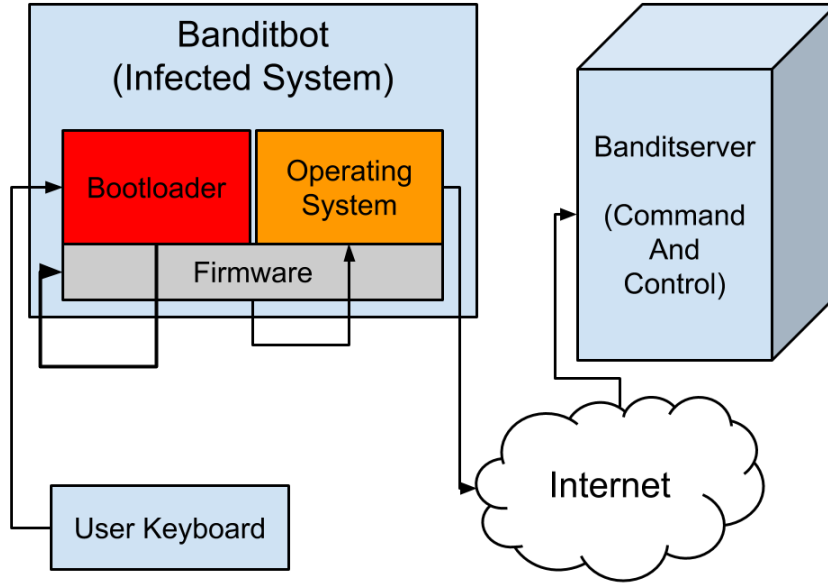 Banditbot
(Infected System)
Bootloader
Operating
System
Firmware
User Keyboard
Internet
Banditserver
(Command
And
Control)